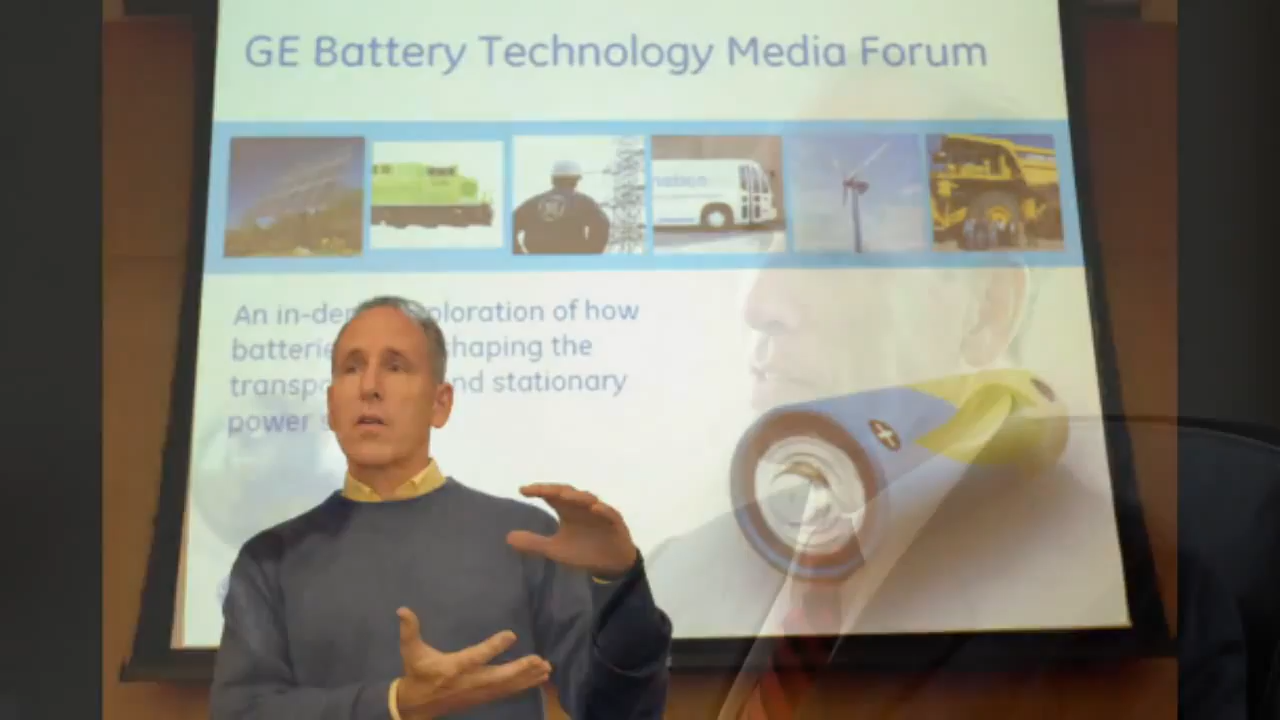 GE Battery Technology Media Forum
An in-de ploration of how
batterie haping the
transpo nd stationary
power s